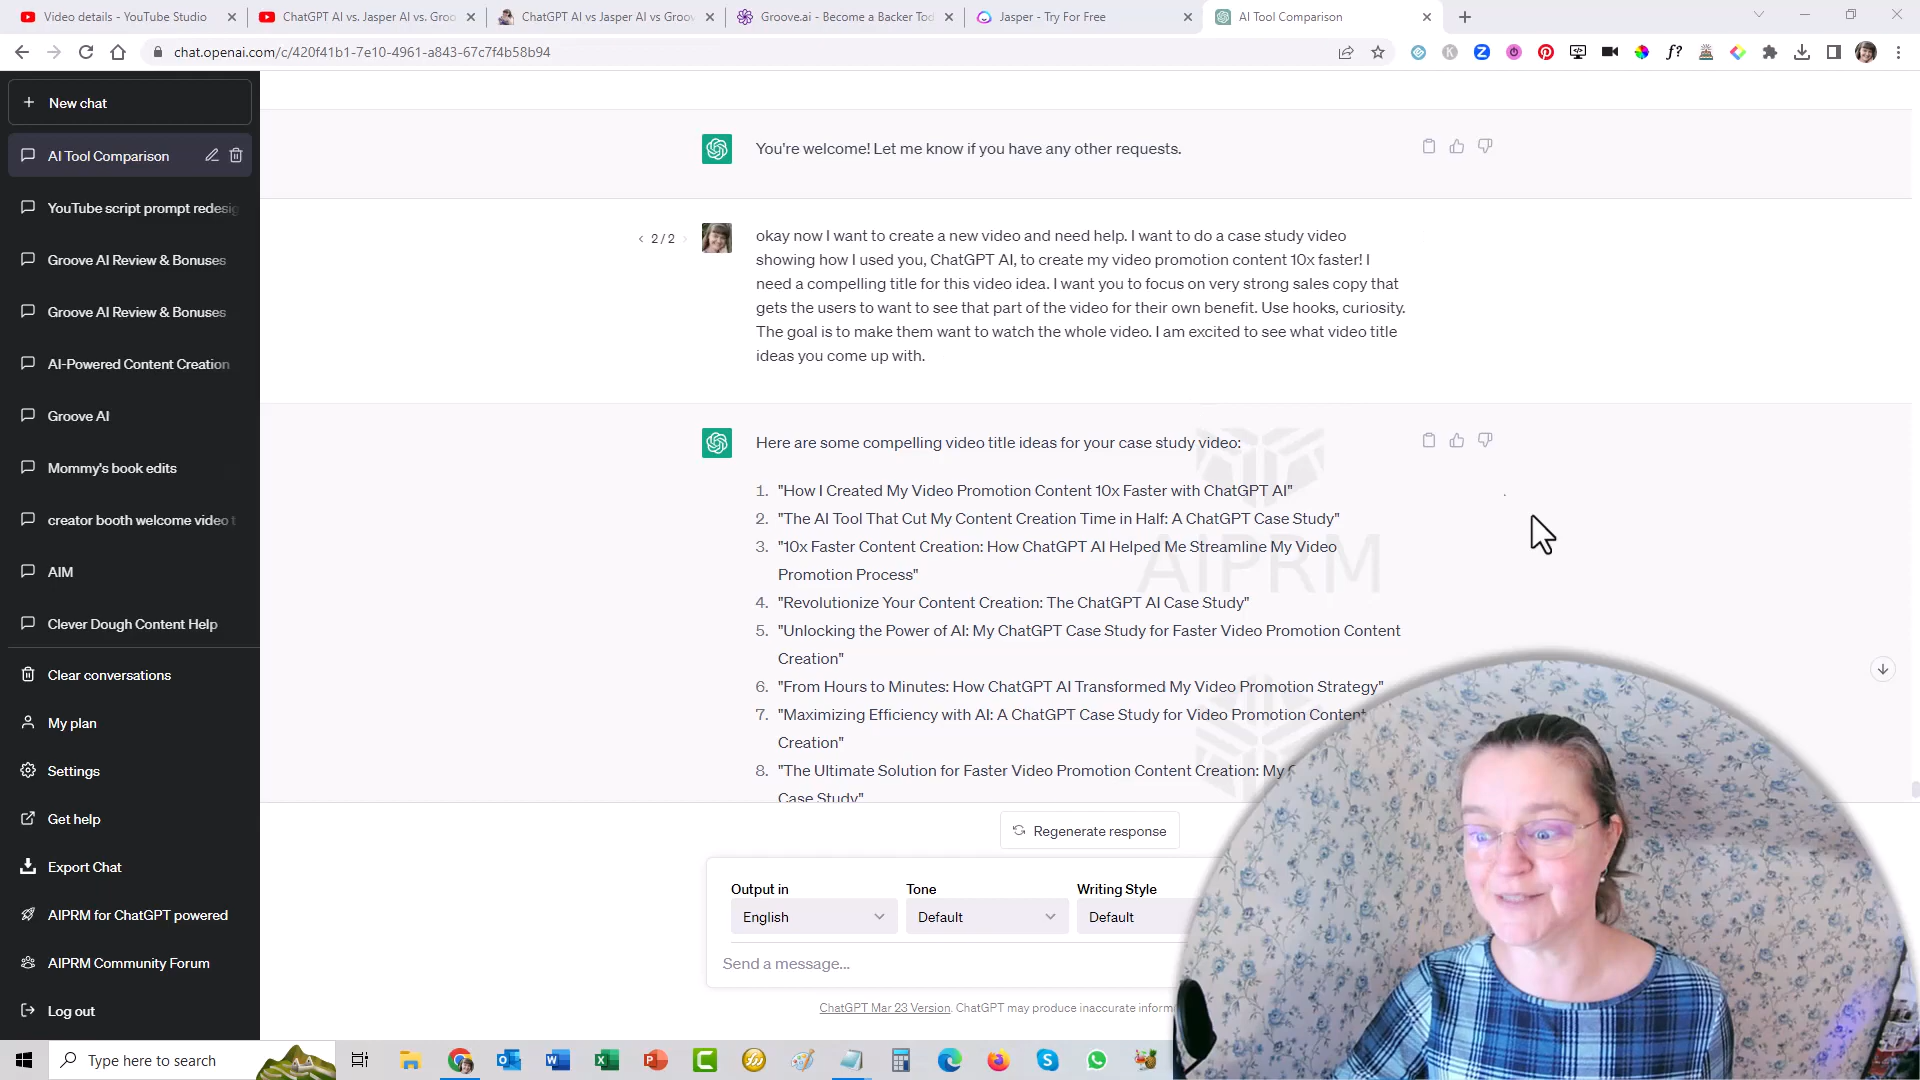 Video details - YouTube Studio
ChatGPT AI vs. Jasper AI vs. Groo
ChatGPT AI vs Jasper AI vs Groov
Groove.ai - Become a Backer Tod
Jasper - Try For Free
AI Tool Comparison
chat.openai.com/c/420f41b1-7e10-4961-a843-67c7f4b58b94
New chat
AI Tool Comparison
YouTube script prompt redesig
Groove AI Review & Bonuses
Groove AI Review & Bonuses
AI-Powered Content Creation
Groove AI
Mommy's book edits
creator booth welcome video t
AIM
Clever Dough Content Help
Clear conversations
My plan
Settings
Get help
Export Chat
AIPRM for ChatGPT powered
AIPRM Community Forum
Log out
You're welcome! Let me know if you have any other requests.
2 / 2
okay now I want to create a new video and need help. I want to do a case study video
showing how I used you, ChatGPT AI, to create my video promotion content 10x faster! I
need a compelling title for this video idea. I want you to focus on very strong sales copy that
gets the users to want to see that part of the video for their own benefit. Use hooks, curiosity.
The goal is to make them want to watch the whole video. I am excited to see what video title
ideas you come up with.
Here are some compelling video title ideas for your case study video:
1. "How I Created My Video Promotion Content 10x Faster with ChatGPT AI"
2. "The AI Tool That Cut My Content Creation Time in Half: A ChatGPT Case Study"
3. "10x Faster Content Creation: How ChatGPT AI Helped Me Streamline My Video
Promotion Process"
4. "Revolutionize Your Content Creation: The ChatGPT AI Case Study"
5. "Unlocking the Power of AI: My ChatGPT Case Study for Faster Video Promotion Content
Creation"
6. "From Hours to Minutes: How ChatGPT AI Transformed My Video Promotion Strategy"
7. "Maximizing Efficiency with AI: A ChatGPT Case Study for Video Promotion Content
Creation"
8. "The Ultimate Solution for Faster Video Promotion Content Creation: My
Case Study"
AIPRM
Regenerate response
Output in
Tone
Writing Style
English
Default
Default
Send a message...
ChatGPT Mar 23 Version. ChatGPT may produce inaccurate inform
Type here to search